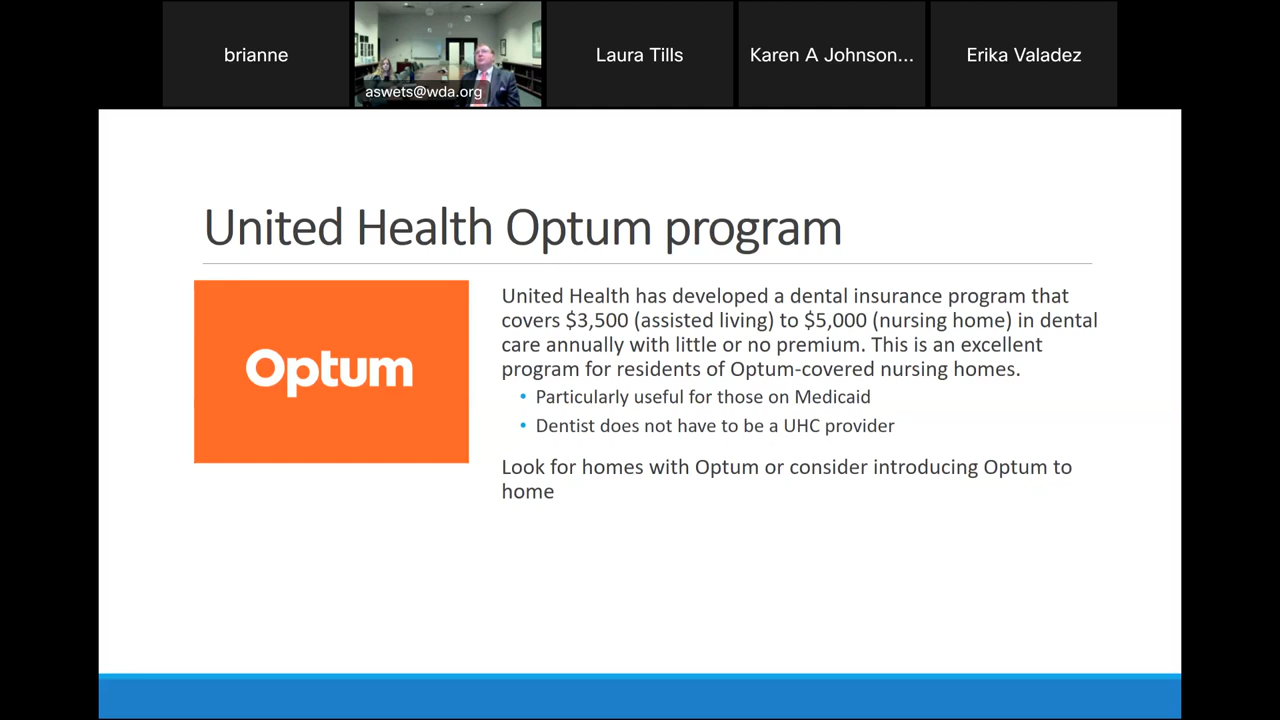 brianne
aswets@wda.org
Laura Tills
Karen A Johnson...
Erika Valadez
United Health Optum program
Optum
United Health has developed a dental insurance program that
covers $3,500 (assisted living) to $5,000 (nursing home) in dental
care annually with little or no premium. This is an excellent
program for residents of Optum-covered nursing homes.
• Particularly useful for those on Medicaid
• Dentist does not have to be a UHC provider
Look for homes with Optum or consider introducing Optum to
home